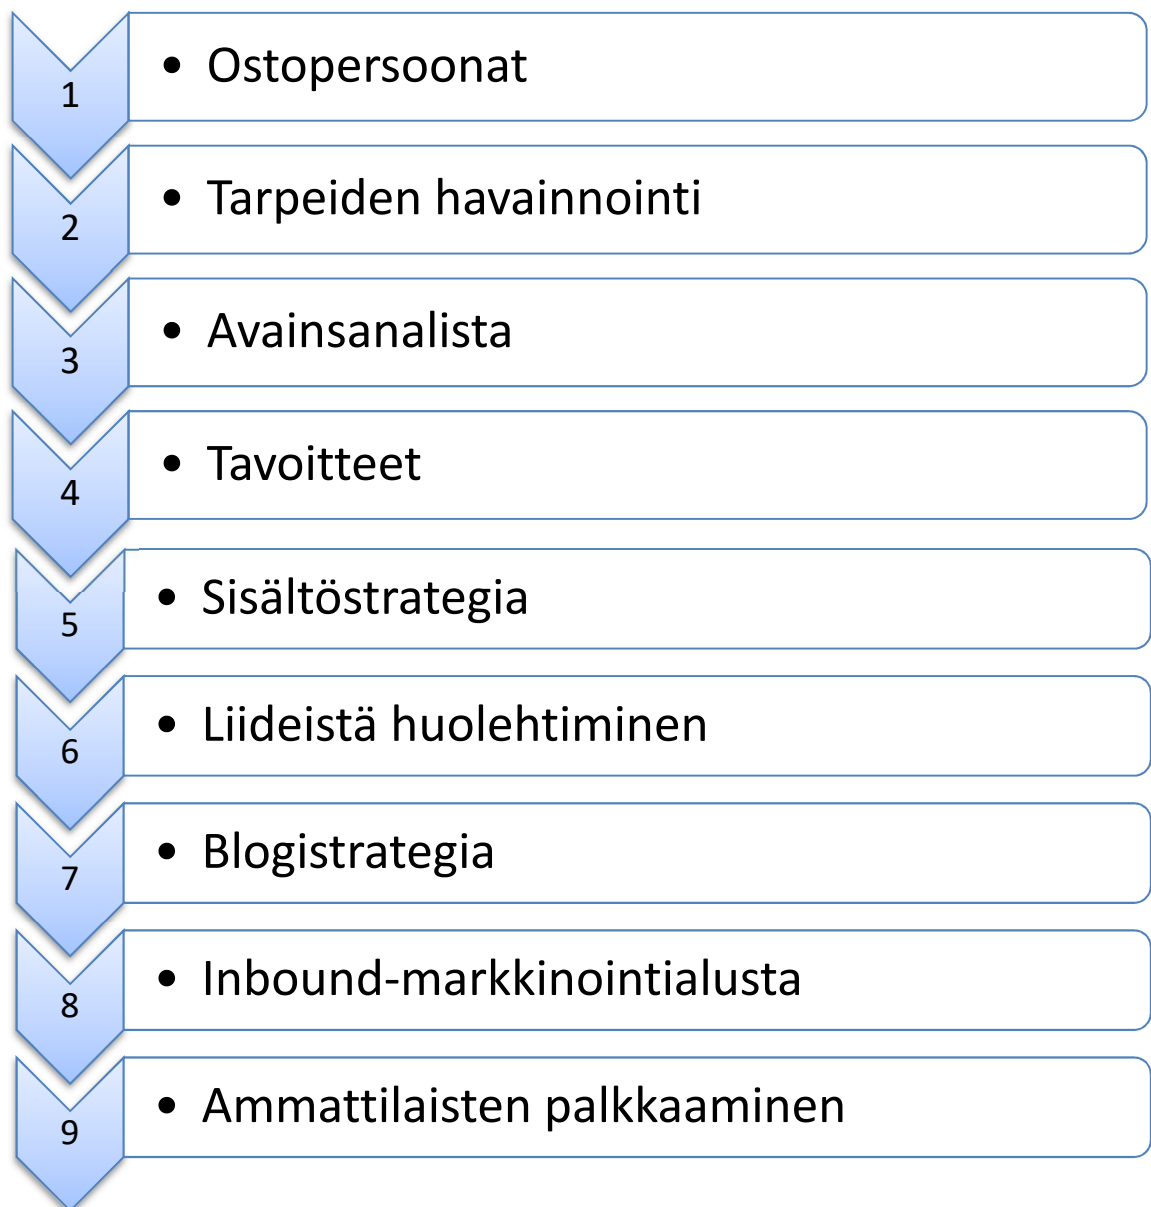 1
• Ostopersoonat
2
• Tarpeiden havainnointi
3
• Avainsanalista
4
• Tavoitteet
5
• Sisältöstrategia
6
• Liideistä huolehtiminen
7
• Blogistrategia
8
• Inbound-markkinointialusta
9
• Ammattilaisten palkkaaminen